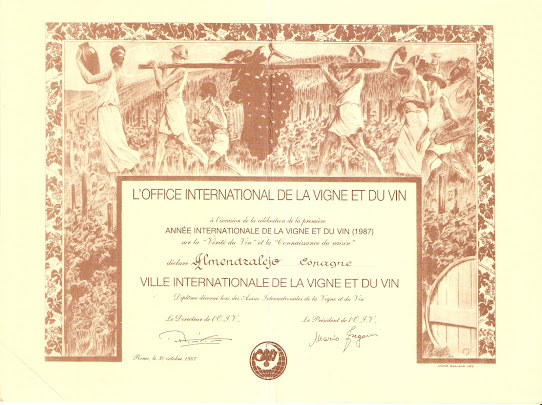 L'OFFICE INTERNATIONAL DE LA VIGNE ET DU VIN
à l'occasion de la célébration de la première
ANNÉE INTERNATIONALE DE LA VIGNE ET DU VIN (1987)
sur la "Vérité du Vin" et la "Connaissance du raisin"
déclare Almendralejo Espagne
VILLE INTERNATIONALE DE LA VIGNE ET DU VIN
Diplôme décerné lors des Assises Internationales de la Vigne et du Vin
Le Directeur de l'O.I.V., Le Président de l'O.I.V.,
Mario
Rome, le 30 octobre 1987